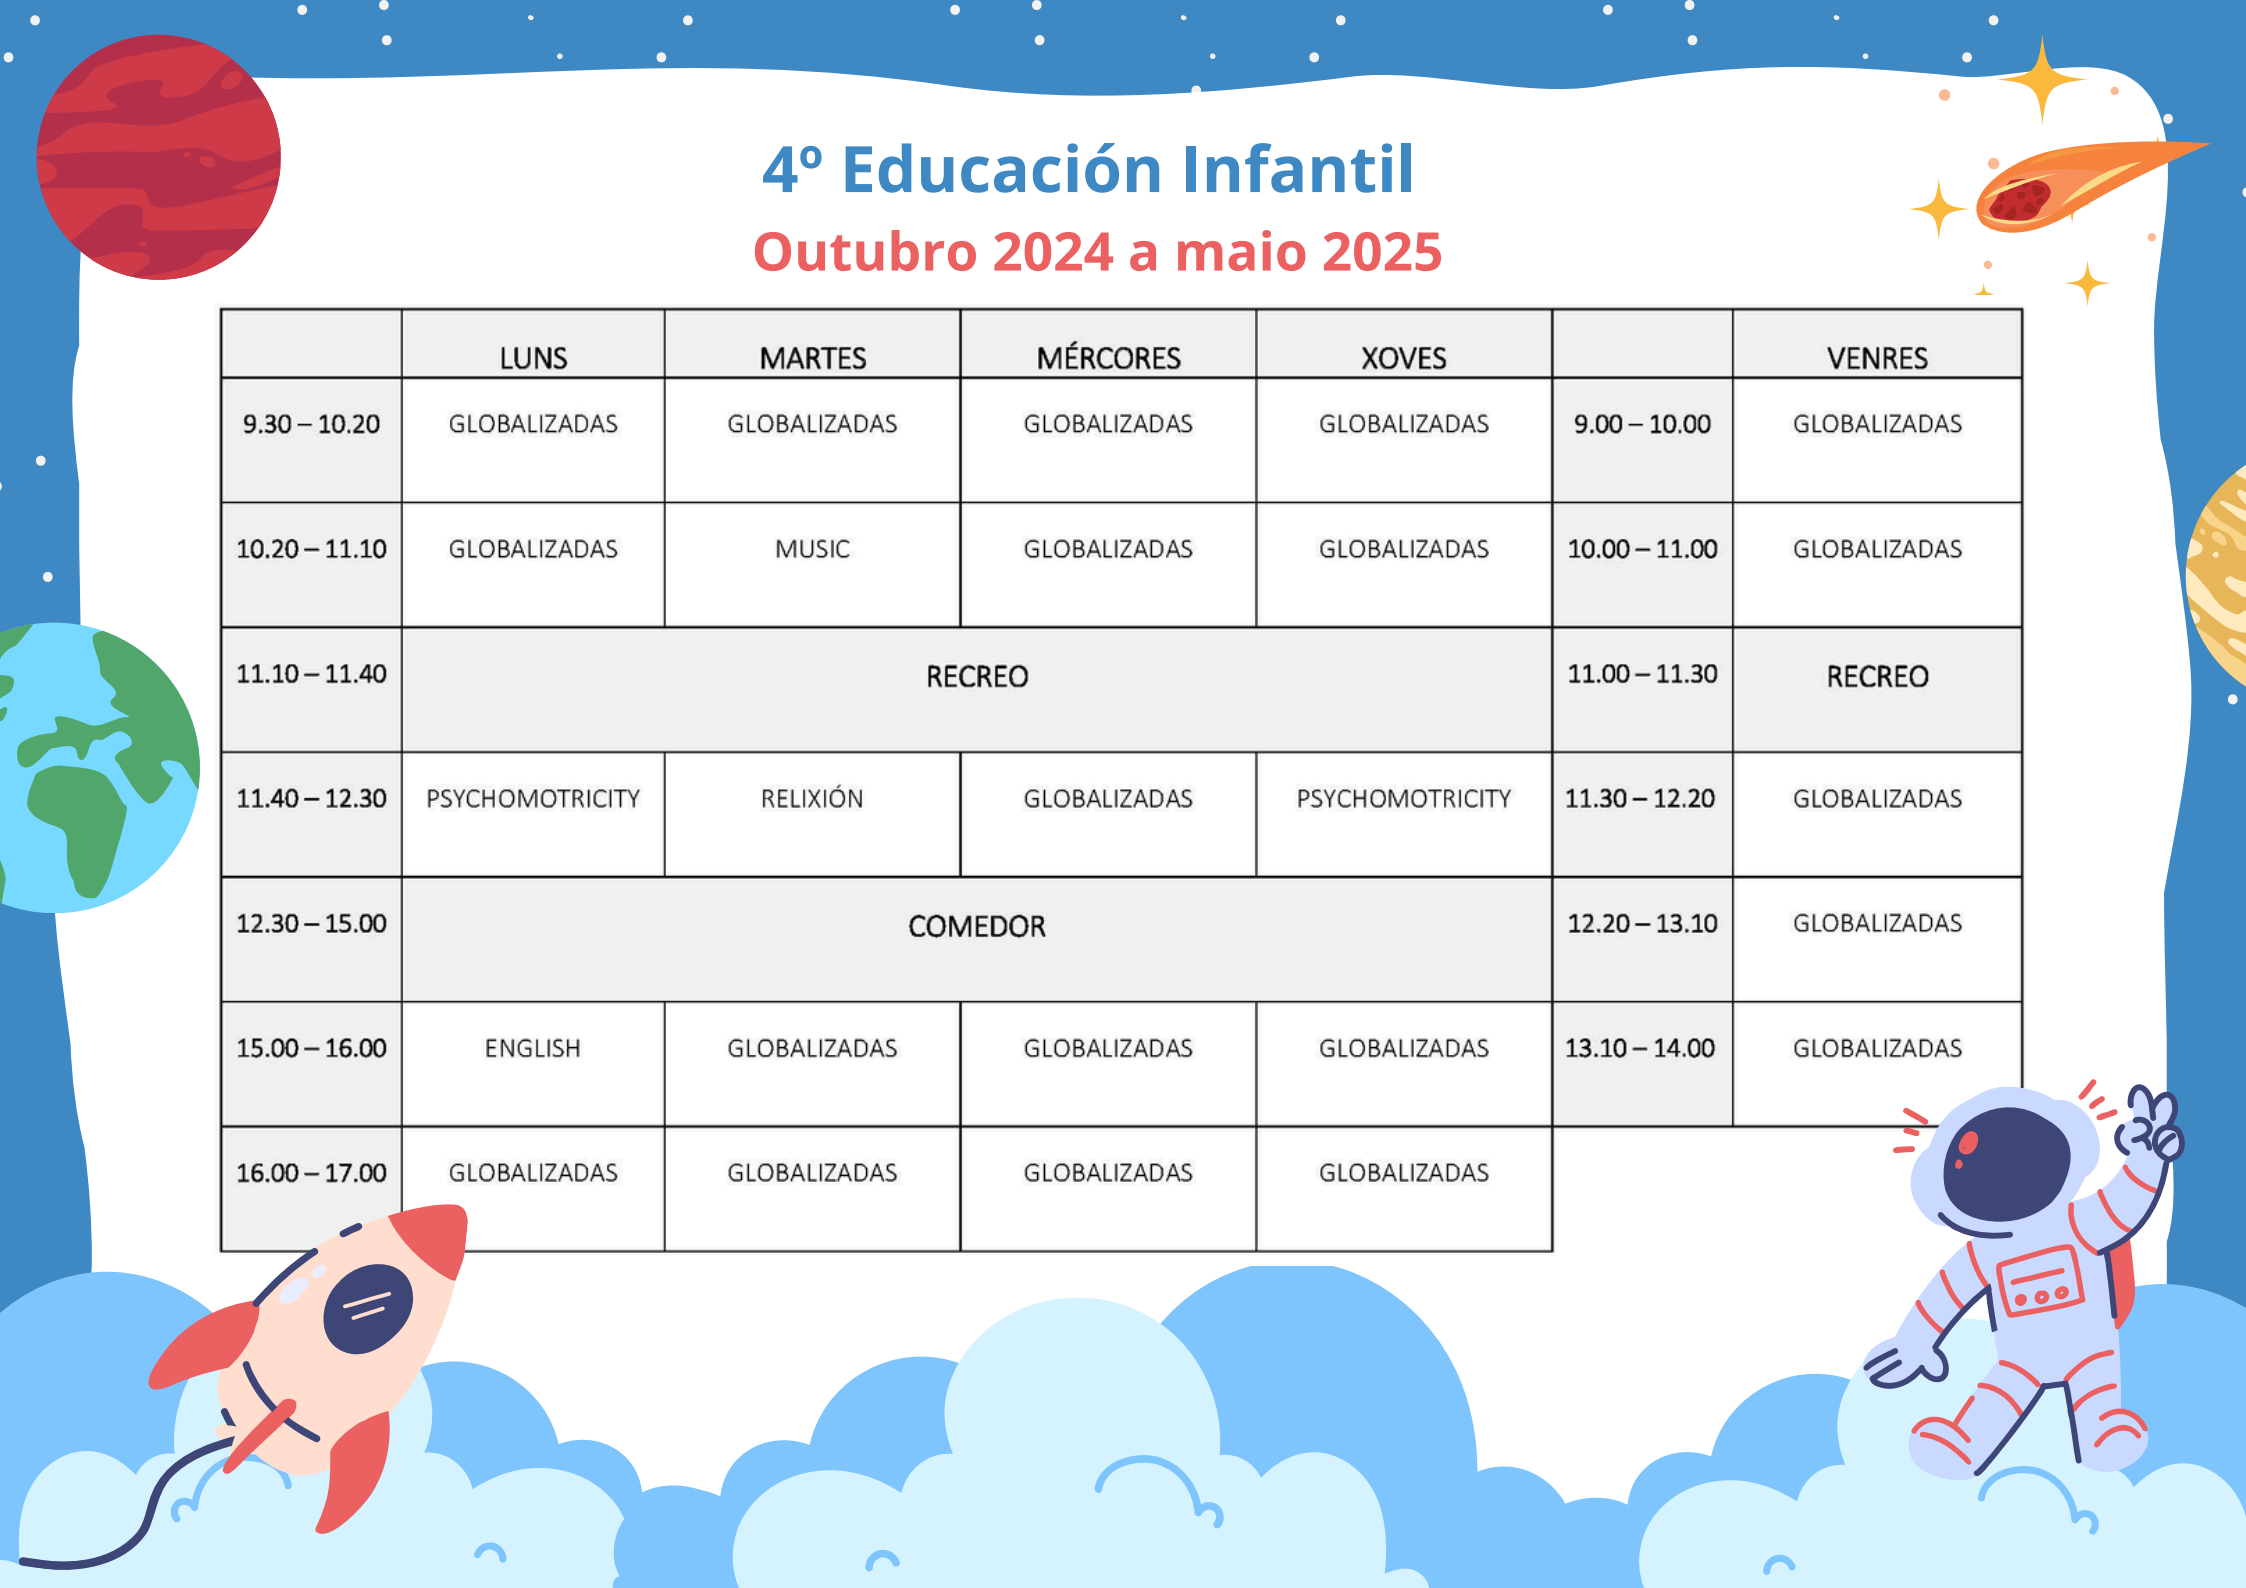 4º Educación Infantil
Outubro 2024 a maio 2025
LUNS MARTES MÉRCORES XOVES VENRES
9.30 – 10.20 GLOBALIZADAS GLOBALIZADAS GLOBALIZADAS GLOBALIZADAS 9.00 – 10.00 GLOBALIZADAS
10.20 – 11.10 GLOBALIZADAS MUSIC GLOBALIZADAS GLOBALIZADAS 10.00 – 11.00 GLOBALIZADAS
11.10 – 11.40 RECREO 11.00 – 11.30 RECREO
11.40 – 12.30 PSYCHOMOTRICITY RELIXIÓN GLOBALIZADAS PSYCHOMOTRICITY 11.30 – 12.20 GLOBALIZADAS
12.30 – 15.00 COMEDOR 12.20 – 13.10 GLOBALIZADAS
15.00 – 16.00 ENGLISH GLOBALIZADAS GLOBALIZADAS GLOBALIZADAS 13.10 – 14.00 GLOBALIZADAS
16.00 – 17.00 GLOBALIZADAS GLOBALIZADAS GLOBALIZADAS GLOBALIZADAS